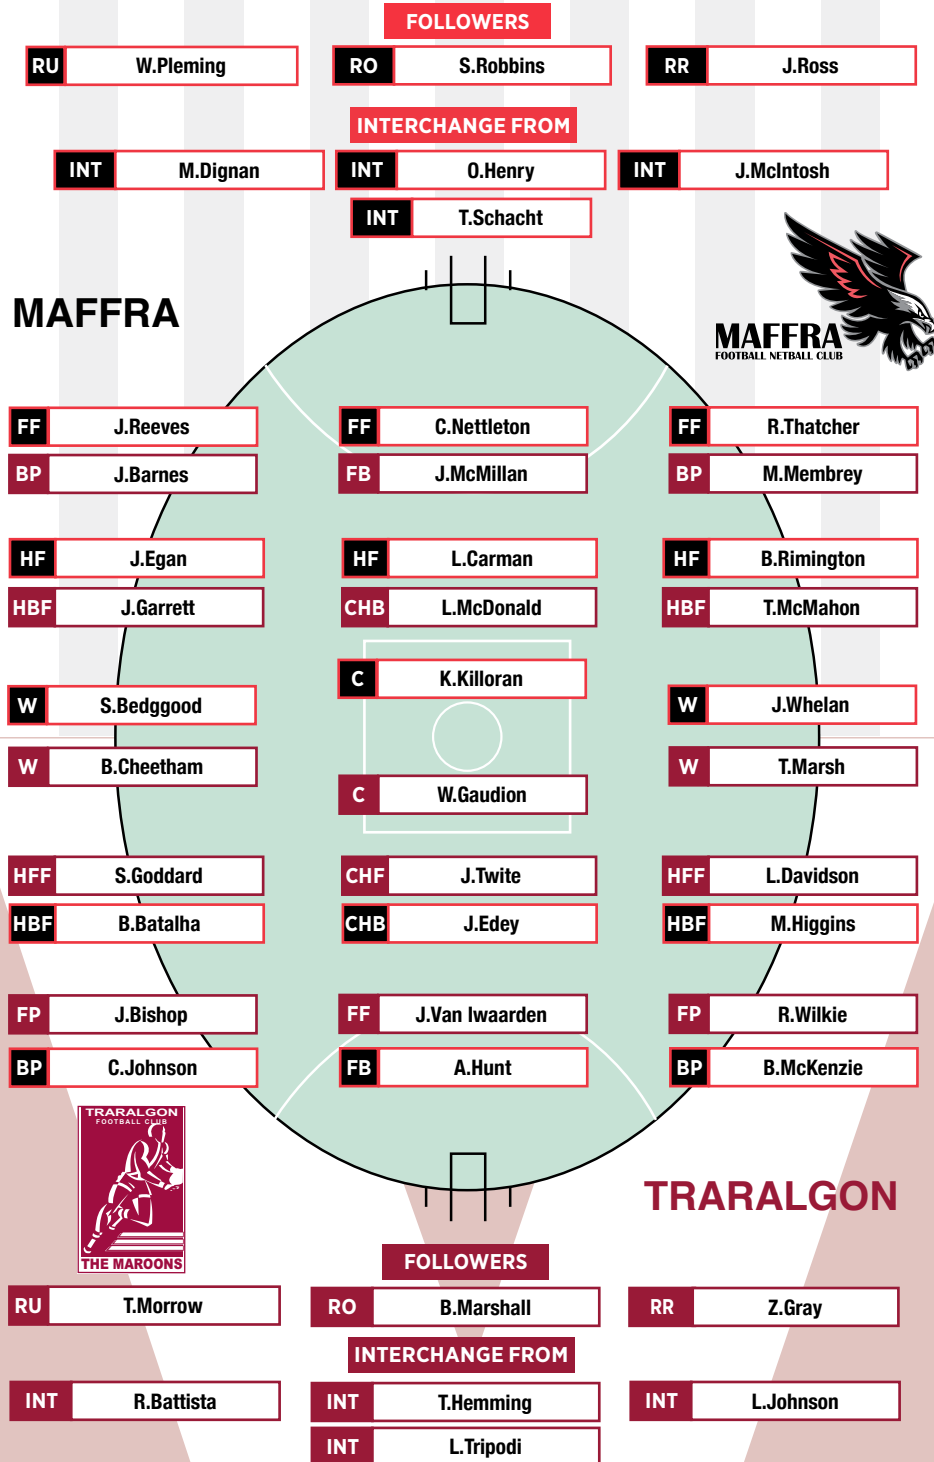 FOLLOWERS
RU W.Pleming RO S.Robbins RR J.Ross
INTERCHANGE FROM
INT M.Dignan INT O.Henry INT J.McIntosh
INT T.Schacht
MAFFRA
MAFFRA
FOOTBALL NETBALL CLUB
FF J.Reeves FF C.Nettleton FF R.Thatcher
BP J.Barnes FB J.McMillan BP M.Membrey
HF J.Egan HF L.Carman HF B.Rimington
HBF J.Garrett CHB L.McDonald HBF T.McMahon
C K.Killoran
W S.Bedggood W J.Whelan
W B.Cheetham W T.Marsh
C W.Gaudion
HFF S.Goddard CHF J.Twite HFF L.Davidson
HBF B.Batalha CHB J.Edey HBF M.Higgins
FP J.Bishop FF J.Van Iwaarden FP R.Wilkie
BP C.Johnson FB A.Hunt BP B.McKenzie
TRARALGON
FOOTBALL CLUB
THE MAROONS
TRARALGON
FOLLOWERS
RU T.Morrow RO B.Marshall RR Z.Gray
INTERCHANGE FROM
INT R.Battista INT T.Hemming INT L.Johnson
INT L.Tripodi